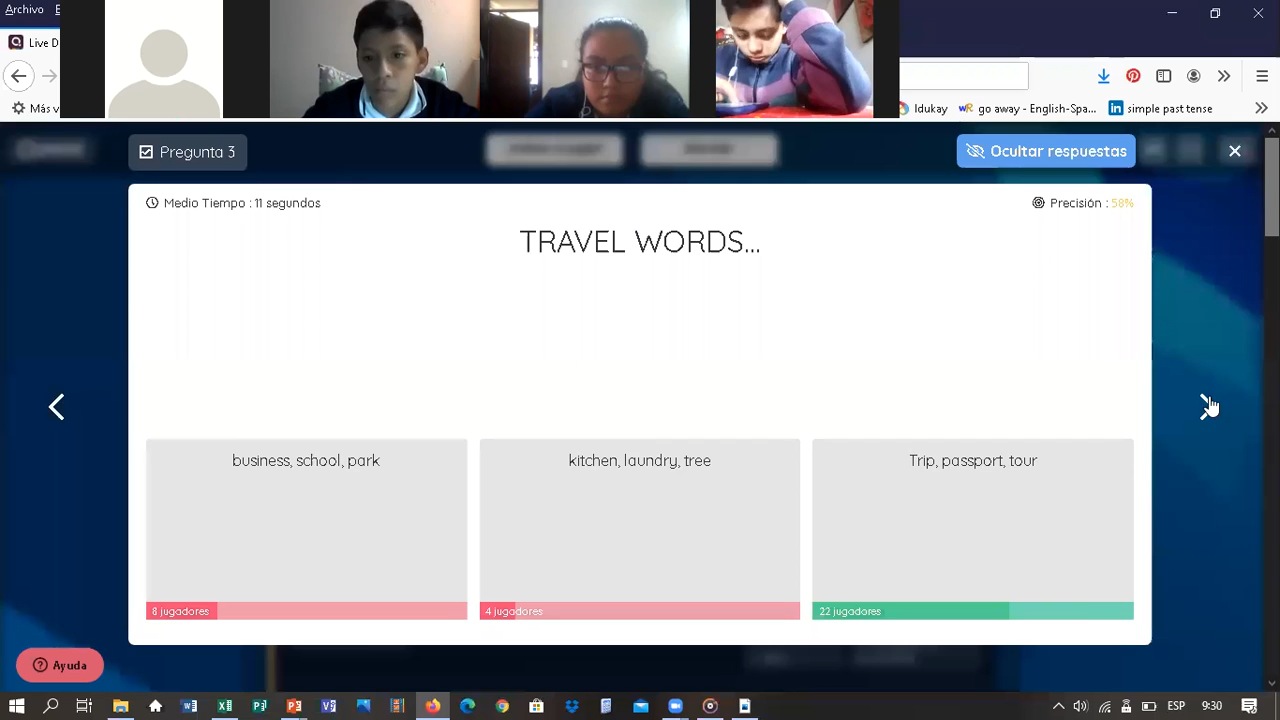 Archivo
Live D
Más v
Idukay
go away - English-Spa...
simple past tense
Pregunta 3
Ocultar respuestas
Medio Tiempo : 11 segundos
Precisión : 58%
TRAVEL WORDS...
business, school, park
kitchen, laundry, tree
Trip, passport, tour
8 jugadores
4 jugadores
22 jugadores
Ayuda
ESP
9:30